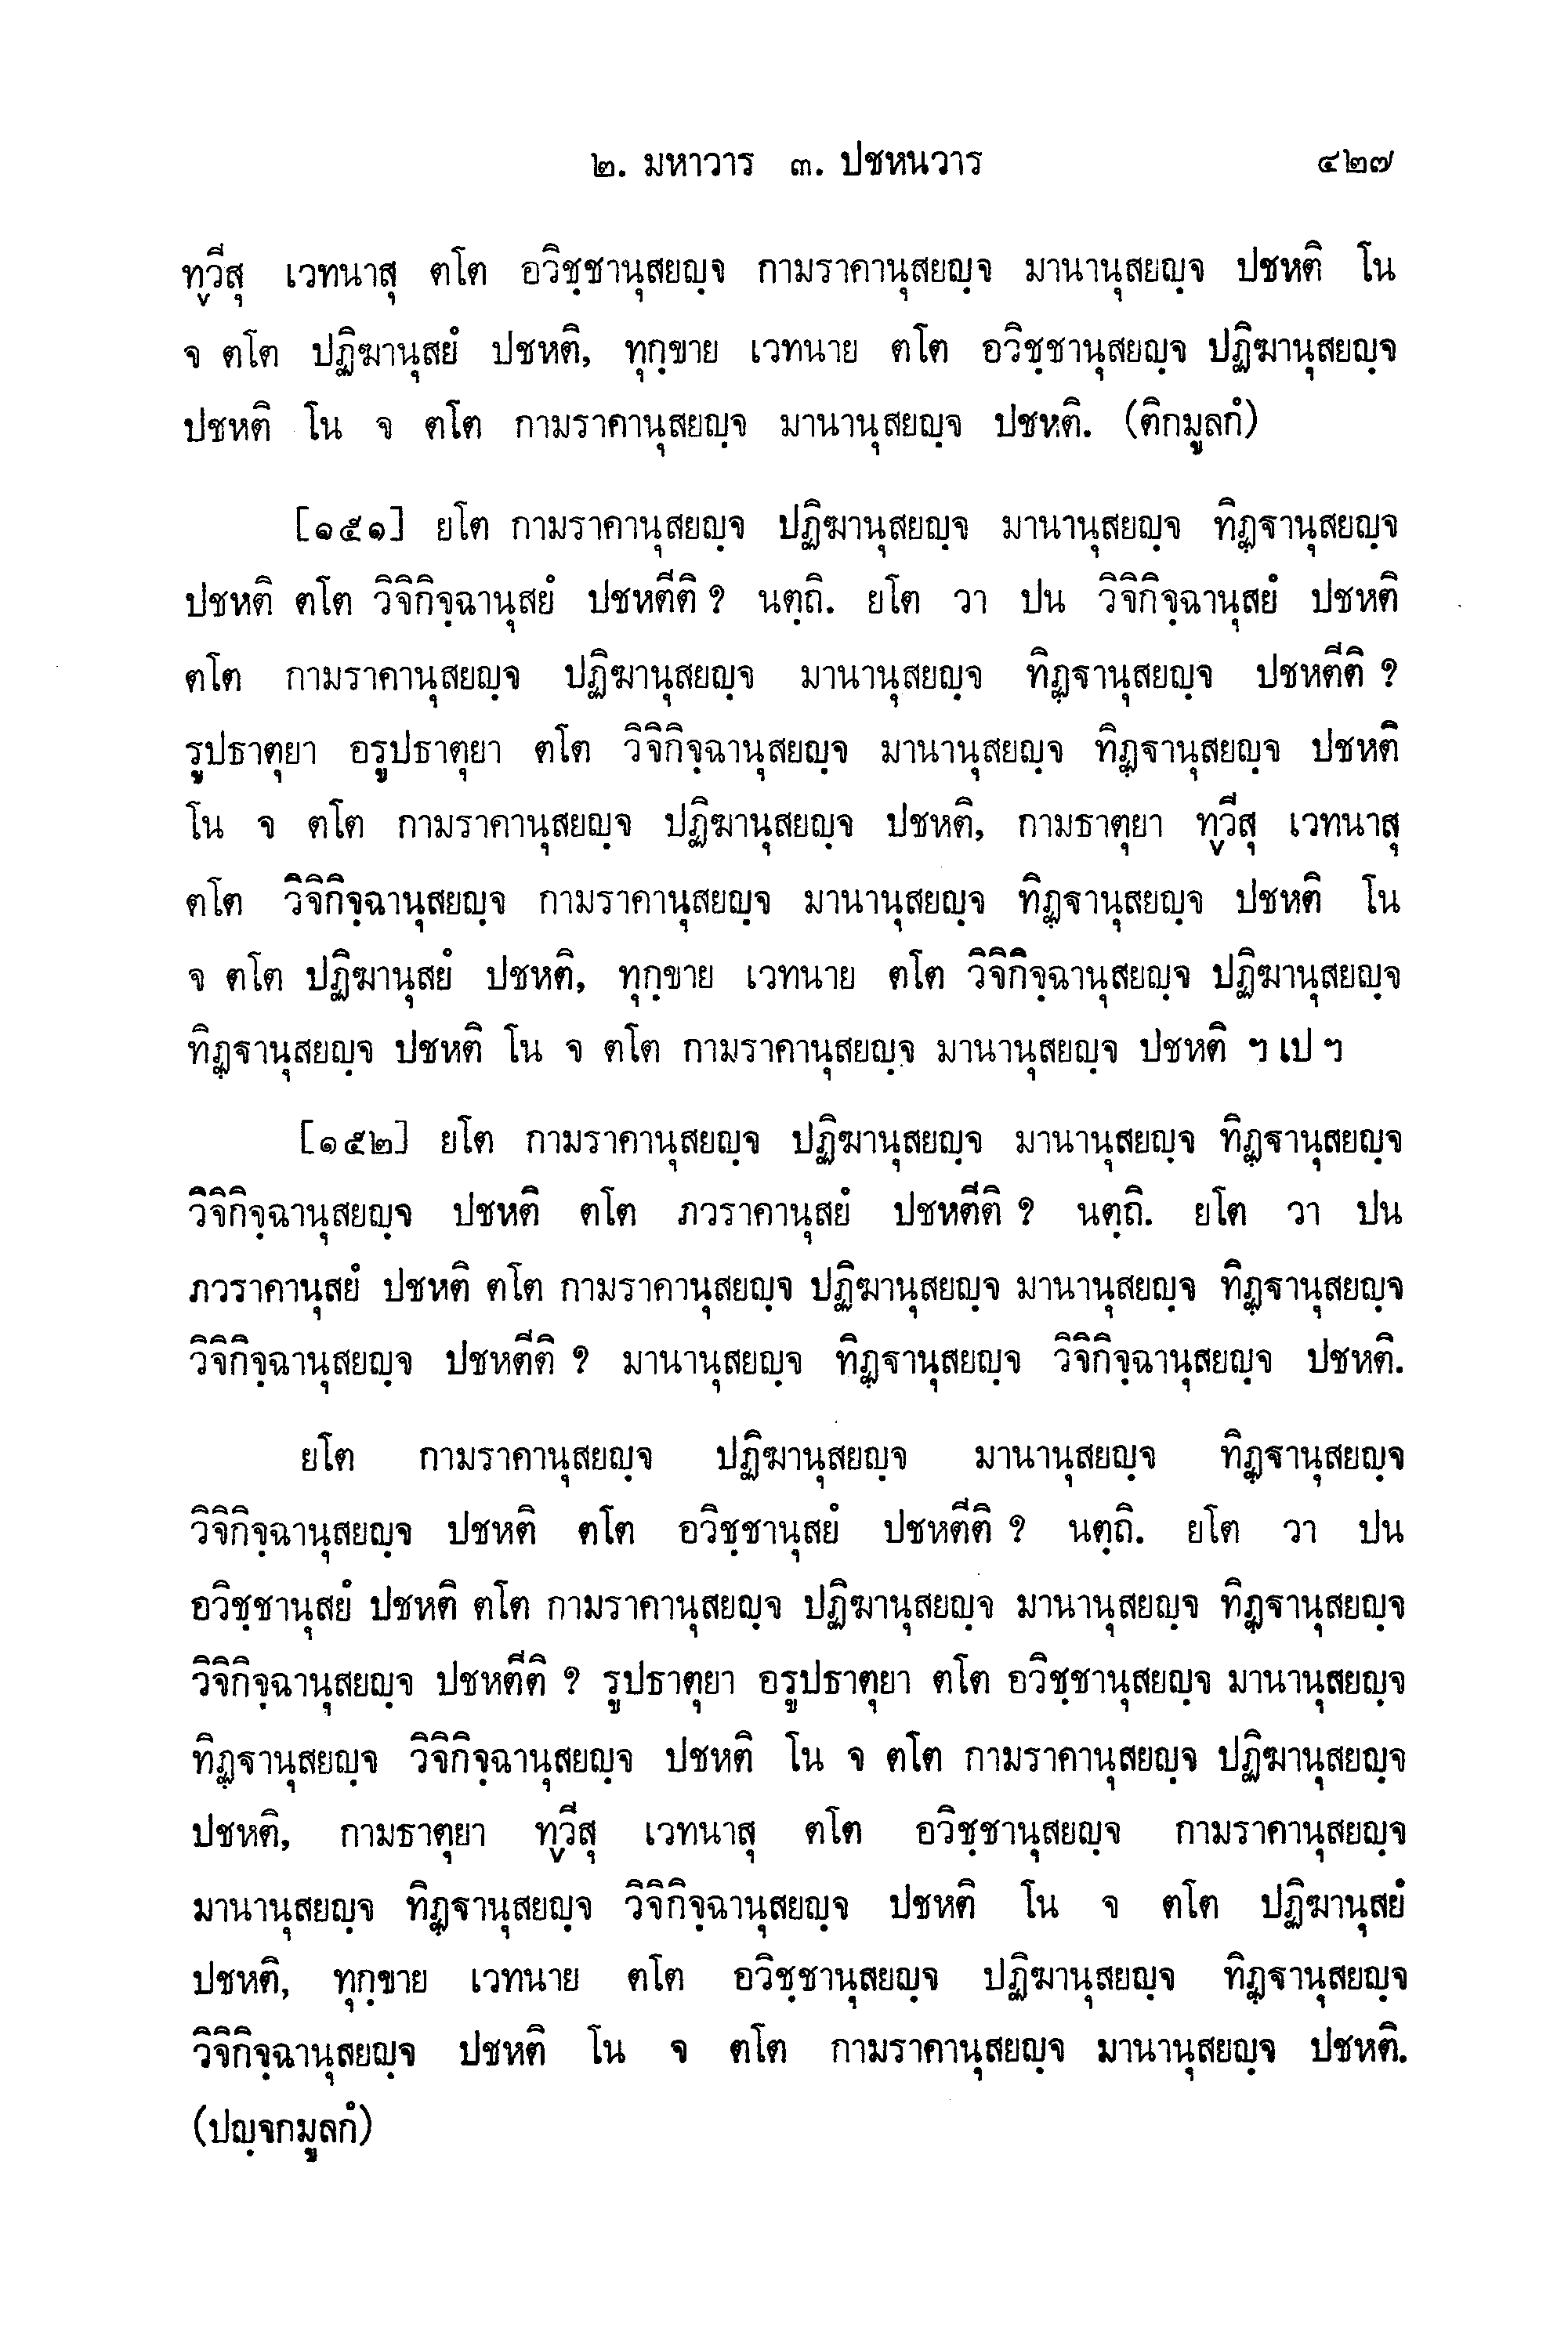 ๒. มหาวาร ๓. ปชหนวาร ๔๒๗
ทฺวีสุ เวทนาสุ ตโต อวิชฺชานุสยญฺจ กามราคานุสยญฺจ มานานุสยญฺจ ปชหติ โน
จ ตโต ปฏิฆานุสยํ ปชหติ, ทุกฺขาย เวทนาย ตโต อวิชฺชานุสยญฺจ ปฏิฆานุสยญฺจ
ปชหติ โน จ ตโต กามราคานุสยญฺจ มานานุสยญฺจ ปชหติ. (ติกมูลกํ)
[๑๕๑] ยโต กามราคานุสยญฺจ ปฏิฆานุสยญฺจ มานานุสยญฺจ ทิฏฺฐานุสยญฺจ
ปชหติ ตโต วิจิกิจฺฉานุสยํ ปชหตีติ ? นตฺถิ. ยโต วา ปน วิจิกิจฺฉานุสยํ ปชหติ
ตโต กามราคานุสยญฺจ ปฏิฆานุสยญฺจ มานานุสยญฺจ ทิฏฺฐานุสยญฺจ ปชหตีติ ?
รูปธาตุยา อรูปธาตุยา ตโต วิจิกิจฺฉานุสยญฺจ มานานุสยญฺจ ทิฏฺฐานุสยญฺจ ปชหติ
โน จ ตโต กามราคานุสยญฺจ ปฏิฆานุสยญฺจ ปชหติ, กามธาตุยา ทฺวีสุ เวทนาสุ
ตโต วิจิกิจฺฉานุสยญฺจ กามราคานุสยญฺจ มานานุสยญฺจ ทิฏฺฐานุสยญฺจ ปชหติ โน
จ ตโต ปฏิฆานุสยํ ปชหติ, ทุกฺขาย เวทนาย ตโต วิจิกิจฺฉานุสยญฺจ ปฏิฆานุสยญฺจ
ทิฏฺฐานุสยญฺจ ปชหติ โน จ ตโต กามราคานุสยญฺจ มานานุสยญฺจ ปชหติ ฯ เป ฯ
[๑๕๒] ยโต กามราคานุสยญฺจ ปฏิฆานุสยญฺจ มานานุสยญฺจ ทิฏฺฐานุสยญฺจ
วิจิกิจฺฉานุสยญฺจ ปชหติ ตโต ภวราคานุสยํ ปชหตีติ ? นตฺถิ. ยโต วา ปน
ภวราคานุสยํ ปชหติ ตโต กามราคานุสยญฺจ ปฏิฆานุสยญฺจ มานานุสยญฺจ ทิฏฺฐานุสยญฺจ
วิจิกิจฺฉานุสยญฺจ ปชหตีติ ? มานานุสยญฺจ ทิฏฺฐานุสยญฺจ วิจิกิจฺฉานุสยญฺจ ปชหติ.
ยโต กามราคานุสยญฺจ ปฏิฆานุสยญฺจ มานานุสยญฺจ ทิฏฺฐานุสยญฺจ
วิจิกิจฺฉานุสยญฺจ ปชหติ ตโต อวิชฺชานุสยํ ปชหตีติ ? นตฺถิ. ยโต วา ปน
อวิชฺชานุสยํ ปชหติ ตโต กามราคานุสยญฺจ ปฏิฆานุสยญฺจ มานานุสยญฺจ ทิฏฺฐานุสยญฺจ
วิจิกิจฺฉานุสยญฺจ ปชหตีติ ? รูปธาตุยา อรูปธาตุยา ตโต อวิชฺชานุสยญฺจ มานานุสยญฺจ
ทิฏฺฐานุสยญฺจ วิจิกิจฺฉานุสยญฺจ ปชหติ โน จ ตโต กามราคานุสยญฺจ ปฏิฆานุสยญฺจ
ปชหติ, กามธาตุยา ทฺวีสุ เวทนาสุ ตโต อวิชฺชานุสยญฺจ กามราคานุสยญฺจ
มานานุสยญฺจ ทิฏฺฐานุสยญฺจ วิจิกิจฺฉานุสยญฺจ ปชหติ โน จ ตโต ปฏิฆานุสยํ
ปชหติ, ทุกฺขาย เวทนาย ตโต อวิชฺชานุสยญฺจ ปฏิฆานุสยญฺจ ทิฏฺฐานุสยญฺจ
วิจิกิจฺฉานุสยญฺจ ปชหติ โน จ ตโต กามราคานุสยญฺจ มานานุสยญฺจ ปชหติ.
(ปญฺจกมูลกํ)